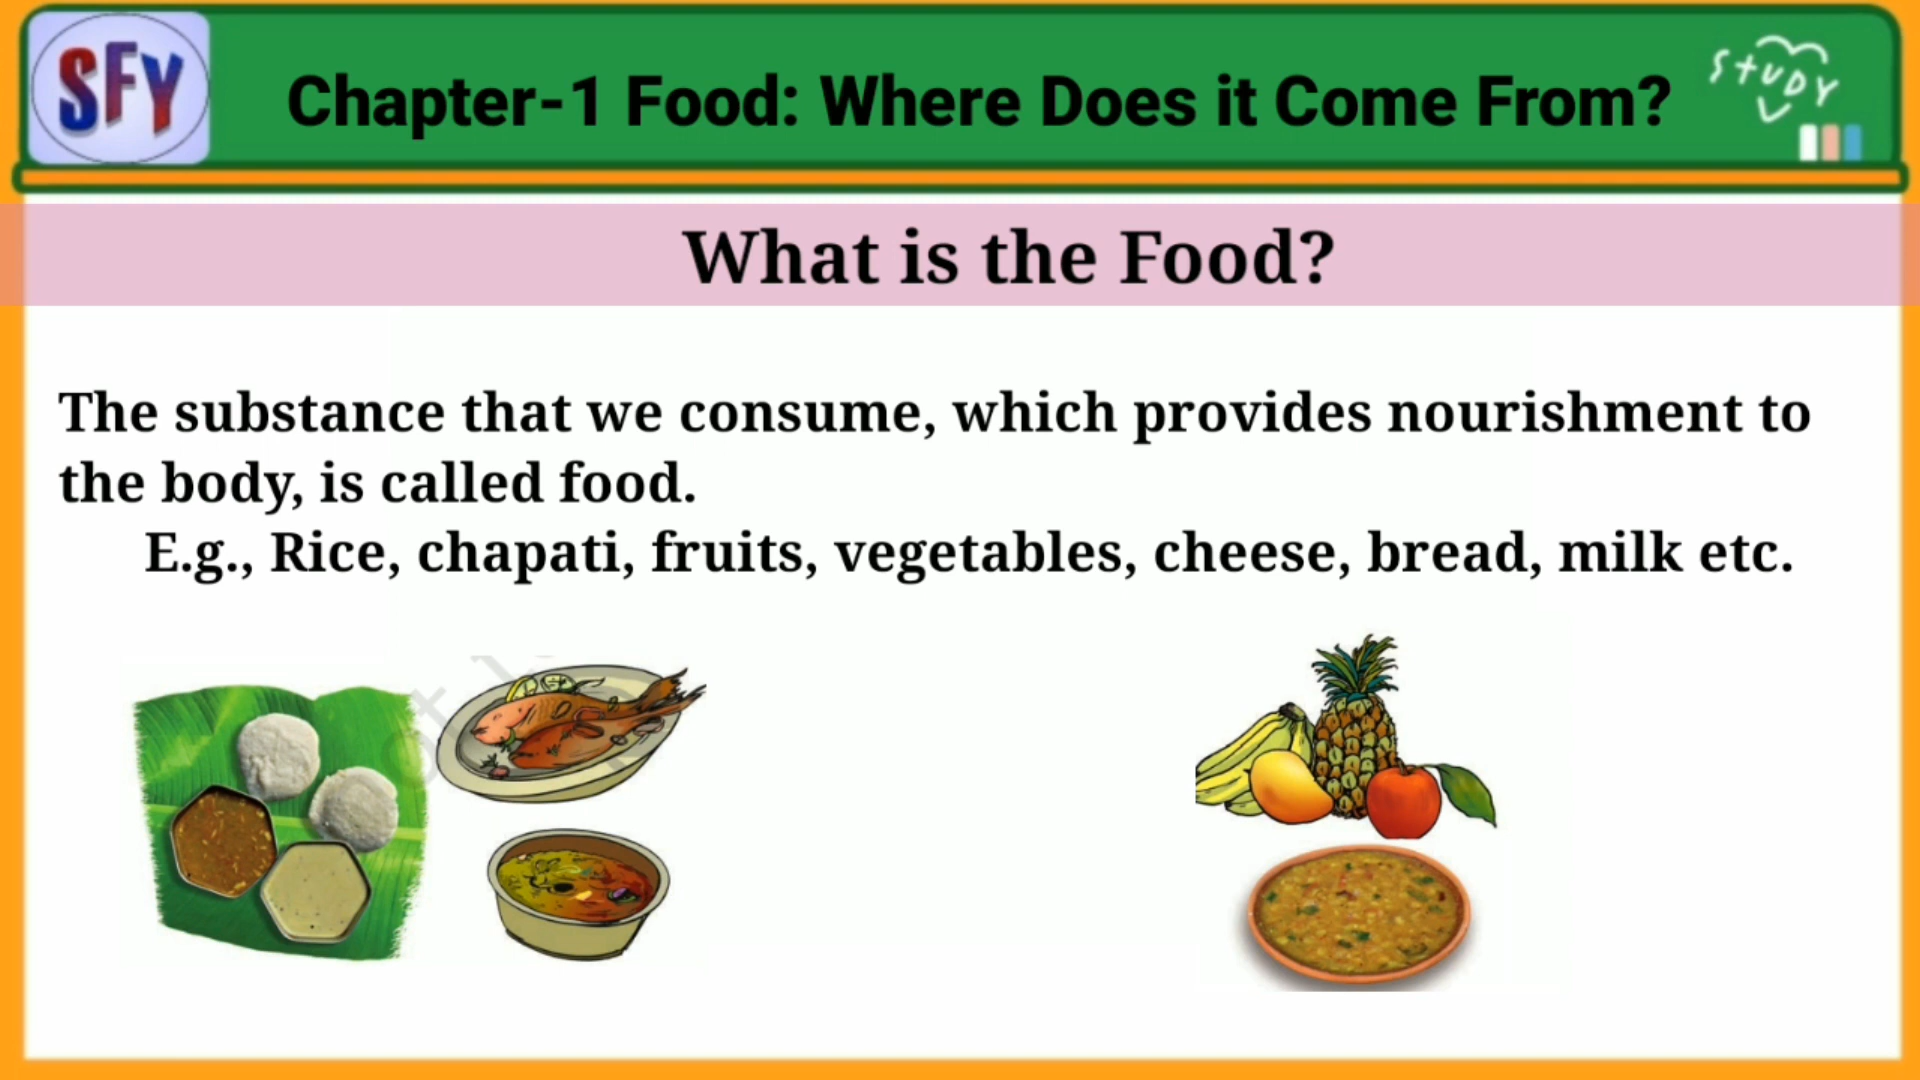 SFY
Chapter-1 Food: Where Does it Come From?
STUDY
What is the Food?
The substance that we consume, which provides nourishment to
the body, is called food.
E.g., Rice, chapati, fruits, vegetables, cheese, bread, milk etc.